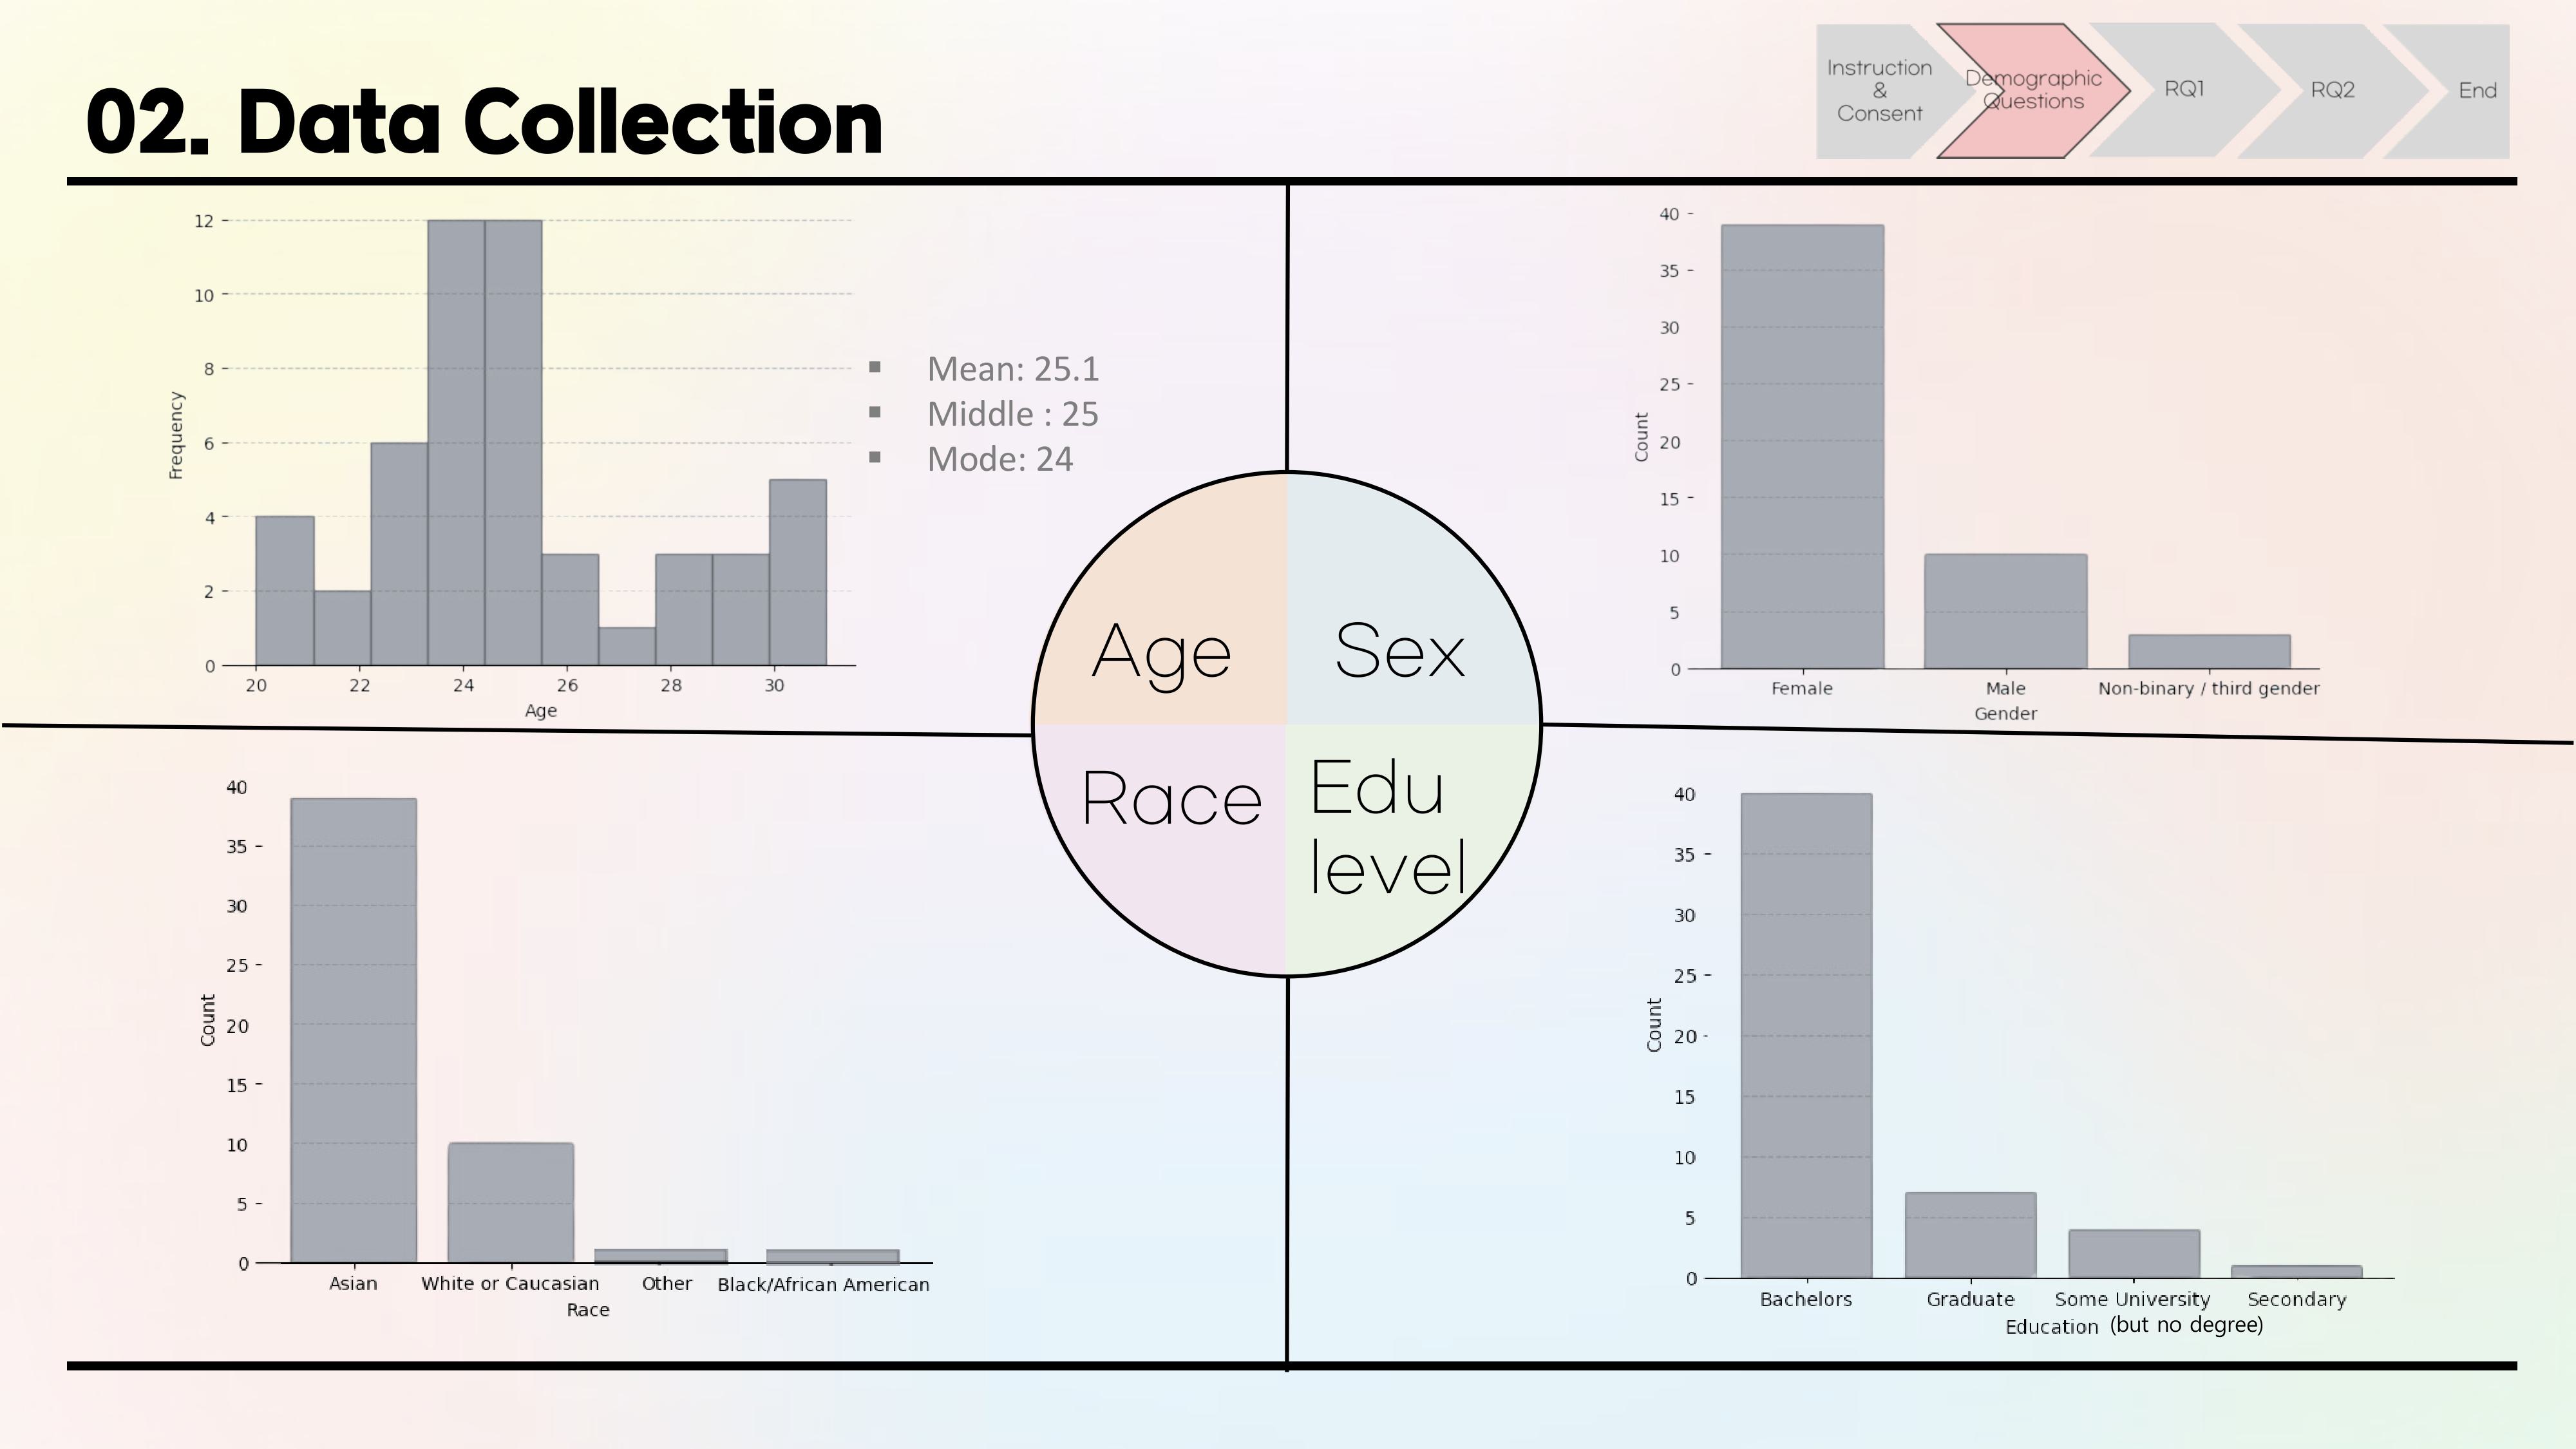 02. Data Collection
Instruction
&
Consent
Demographic
Questions
RQ1
RQ2
End
12
10
8
6
4
2
0
Frequency
20 22 24 26 28 30
Age
▪ Mean: 25.1
▪ Middle : 25
▪ Mode: 24
40
35
30
25
20
15
10
5
0
Count
Female Male Non-binary / third gender
Gender
Age
Sex
Race
Edu
level
40
35
30
25
20
15
10
5
0
Count
Asian White or Caucasian Other Black/African American
Race
40
35
30
25
20
15
10
5
0
Count
Bachelors Graduate Some University Secondary
Education (but no degree)